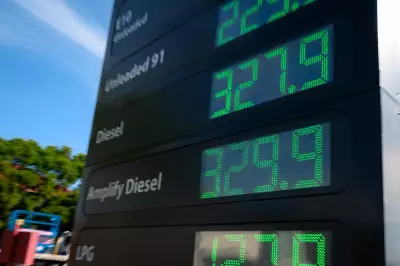 E10
Unleaded
Unleaded 91
Diesel 327.9
Amplify Diesel 329.9
LPG